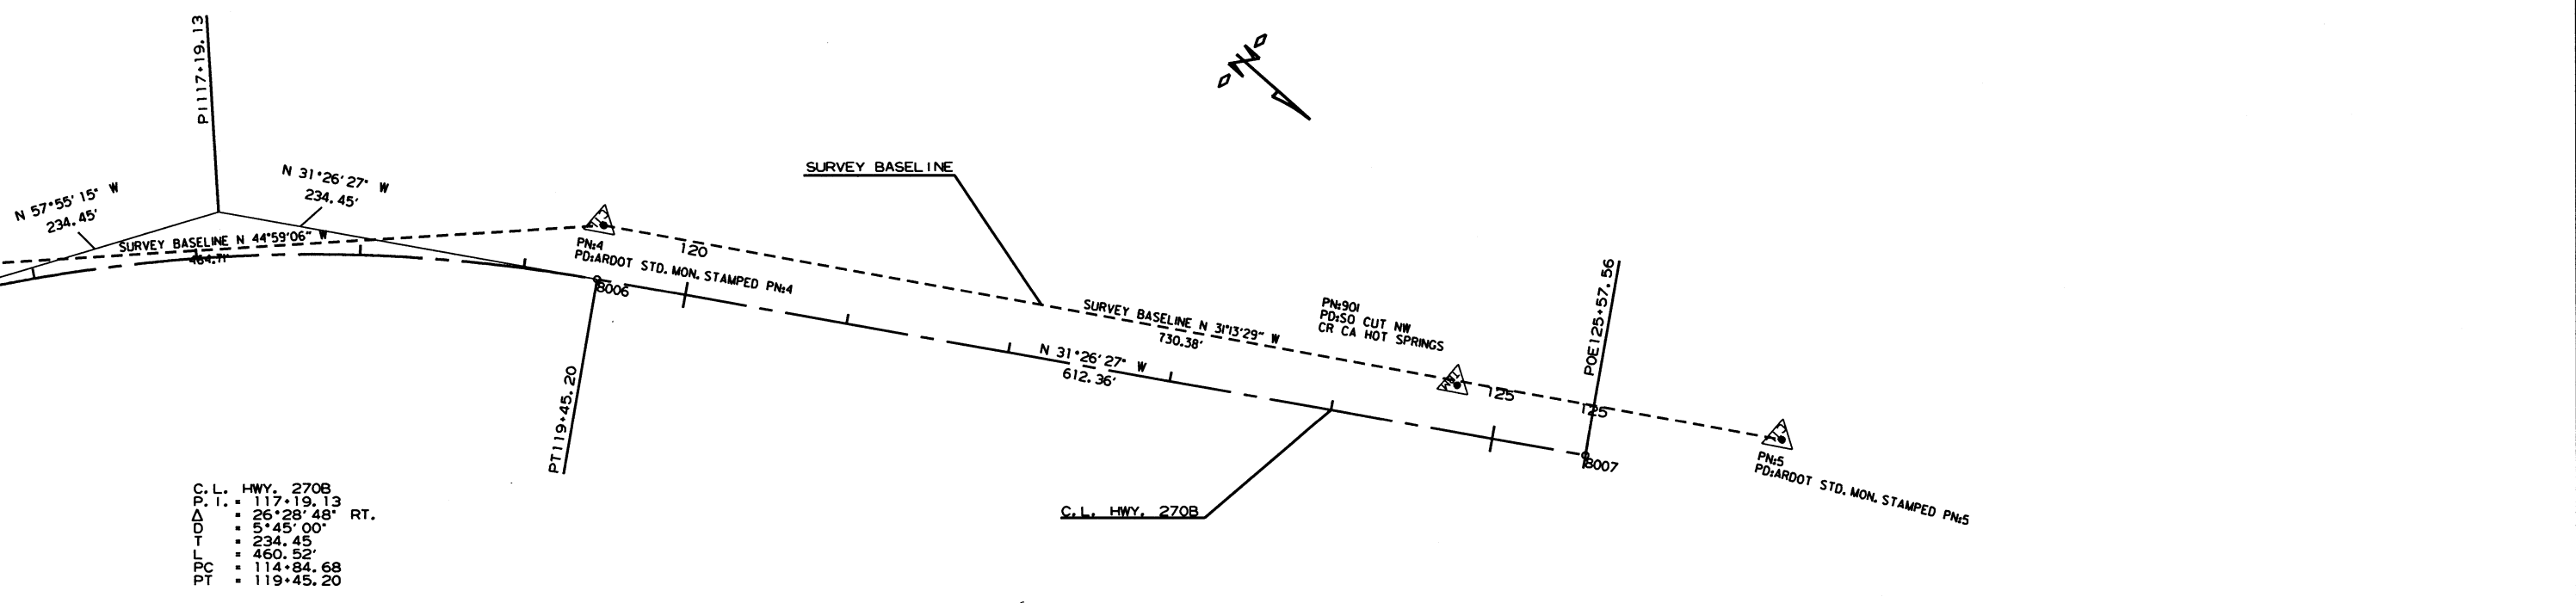 PI117+19.13
N 57°55'15" W
234.45'
N 31°26'27" W
234.45'
SURVEY BASELINE N 44°59'06" W
464.71'
PN:4
PD:ARDOT STD. MON. STAMPED PN:4
120
8006
PT119+45.20
SURVEY BASELINE
N
SURVEY BASELINE N 31°13'29" W
730.38'
N 31°26'27" W
612.36'
PN:901
PD:SO CUT NW
CR CA HOT SPRINGS
125
POE125+57.56
125
8007
PN:5
PD:ARDOT STD. MON. STAMPED PN:5
C.L. HWY. 270B
C.L. HWY. 270B
P.I. = 117+19.13
Δ = 26°28'48" RT.
D = 5°45'00"
T = 234.45
L = 460.52'
PC = 114+84.68
PT = 119+45.20